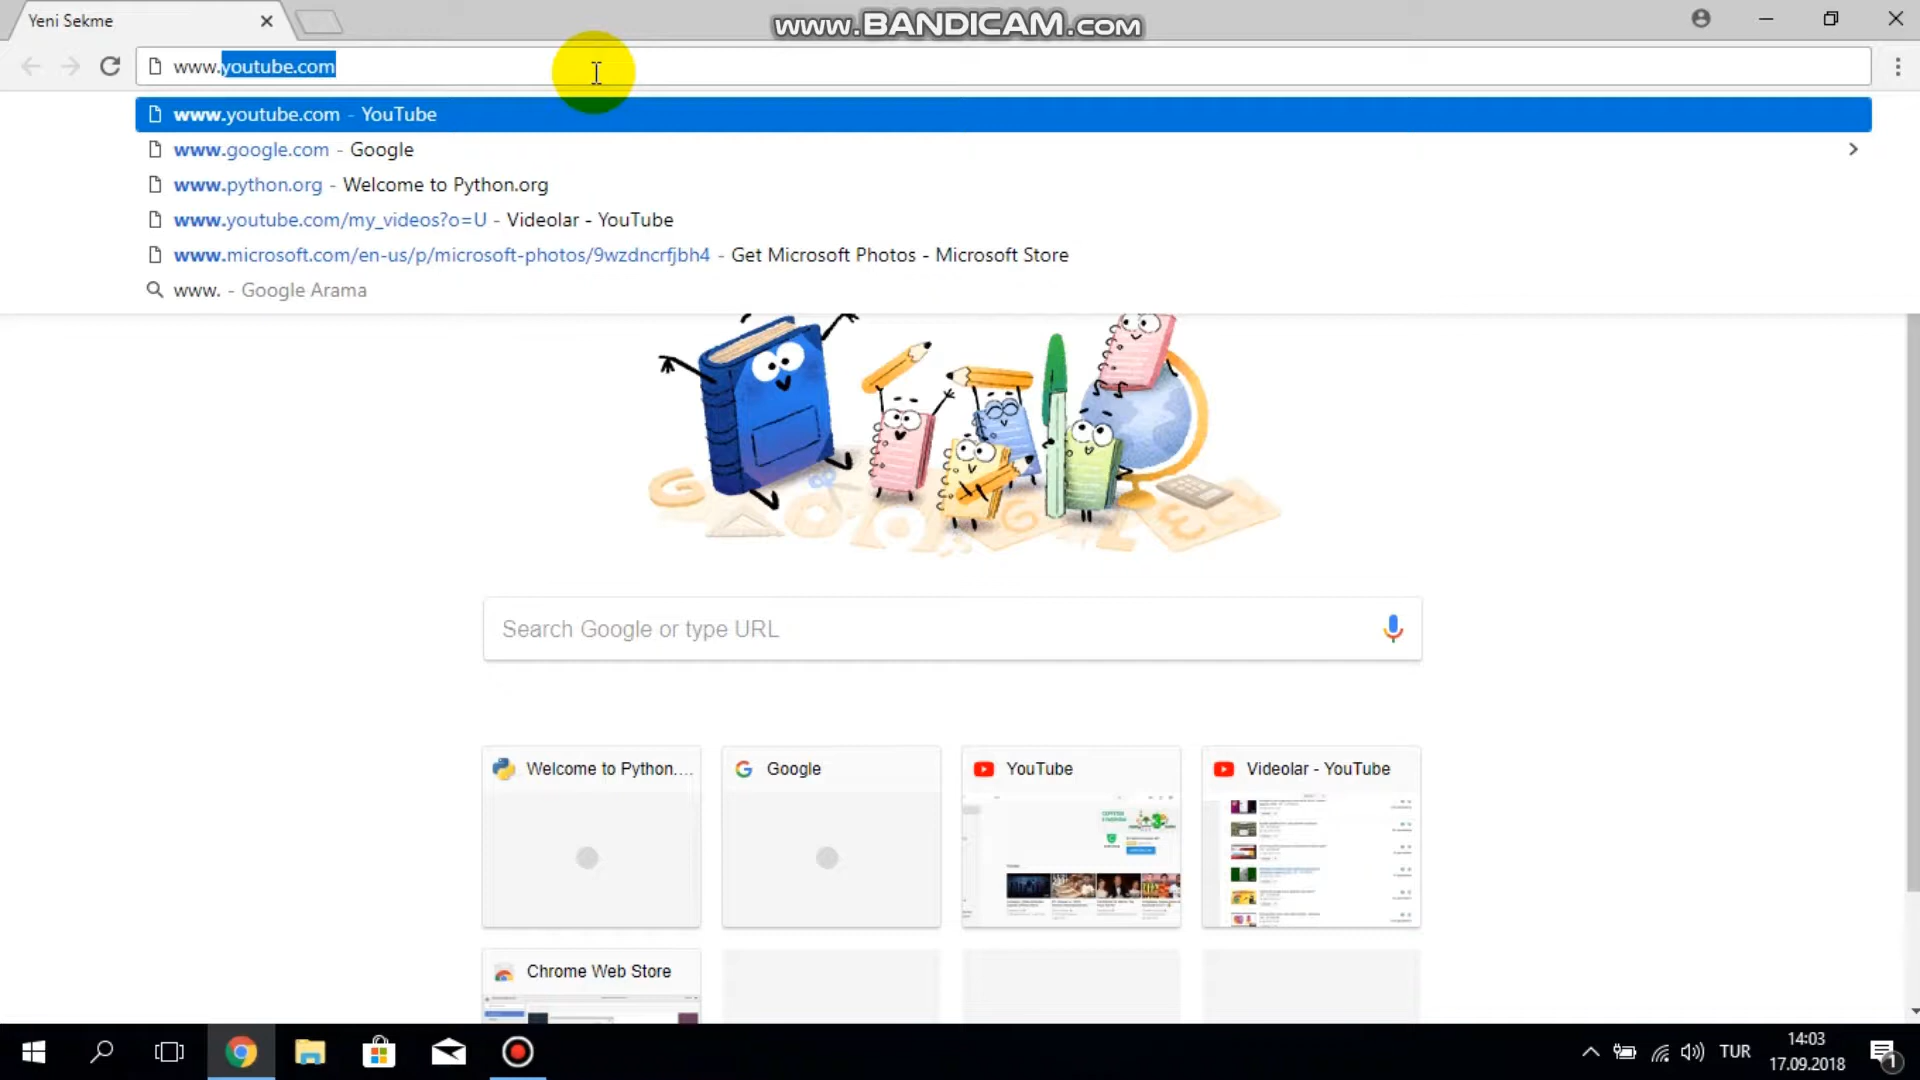 Yeni Sekme
www.BANDICAM.com
www.youtube.com
www.youtube.com - YouTube
www.google.com - Google
www.python.org - Welcome to Python.org
www.youtube.com/my_videos?o=U - Videolar - YouTube
www.microsoft.com/en-us/p/microsoft-photos/9wzdncrfjbh4 - Get Microsoft Photos - Microsoft Store
www. - Google Arama
Search Google or type URL
Welcome to Python....
Google
YouTube
Videolar - YouTube
Chrome Web Store
TUR
14:03
17.09.2018
1